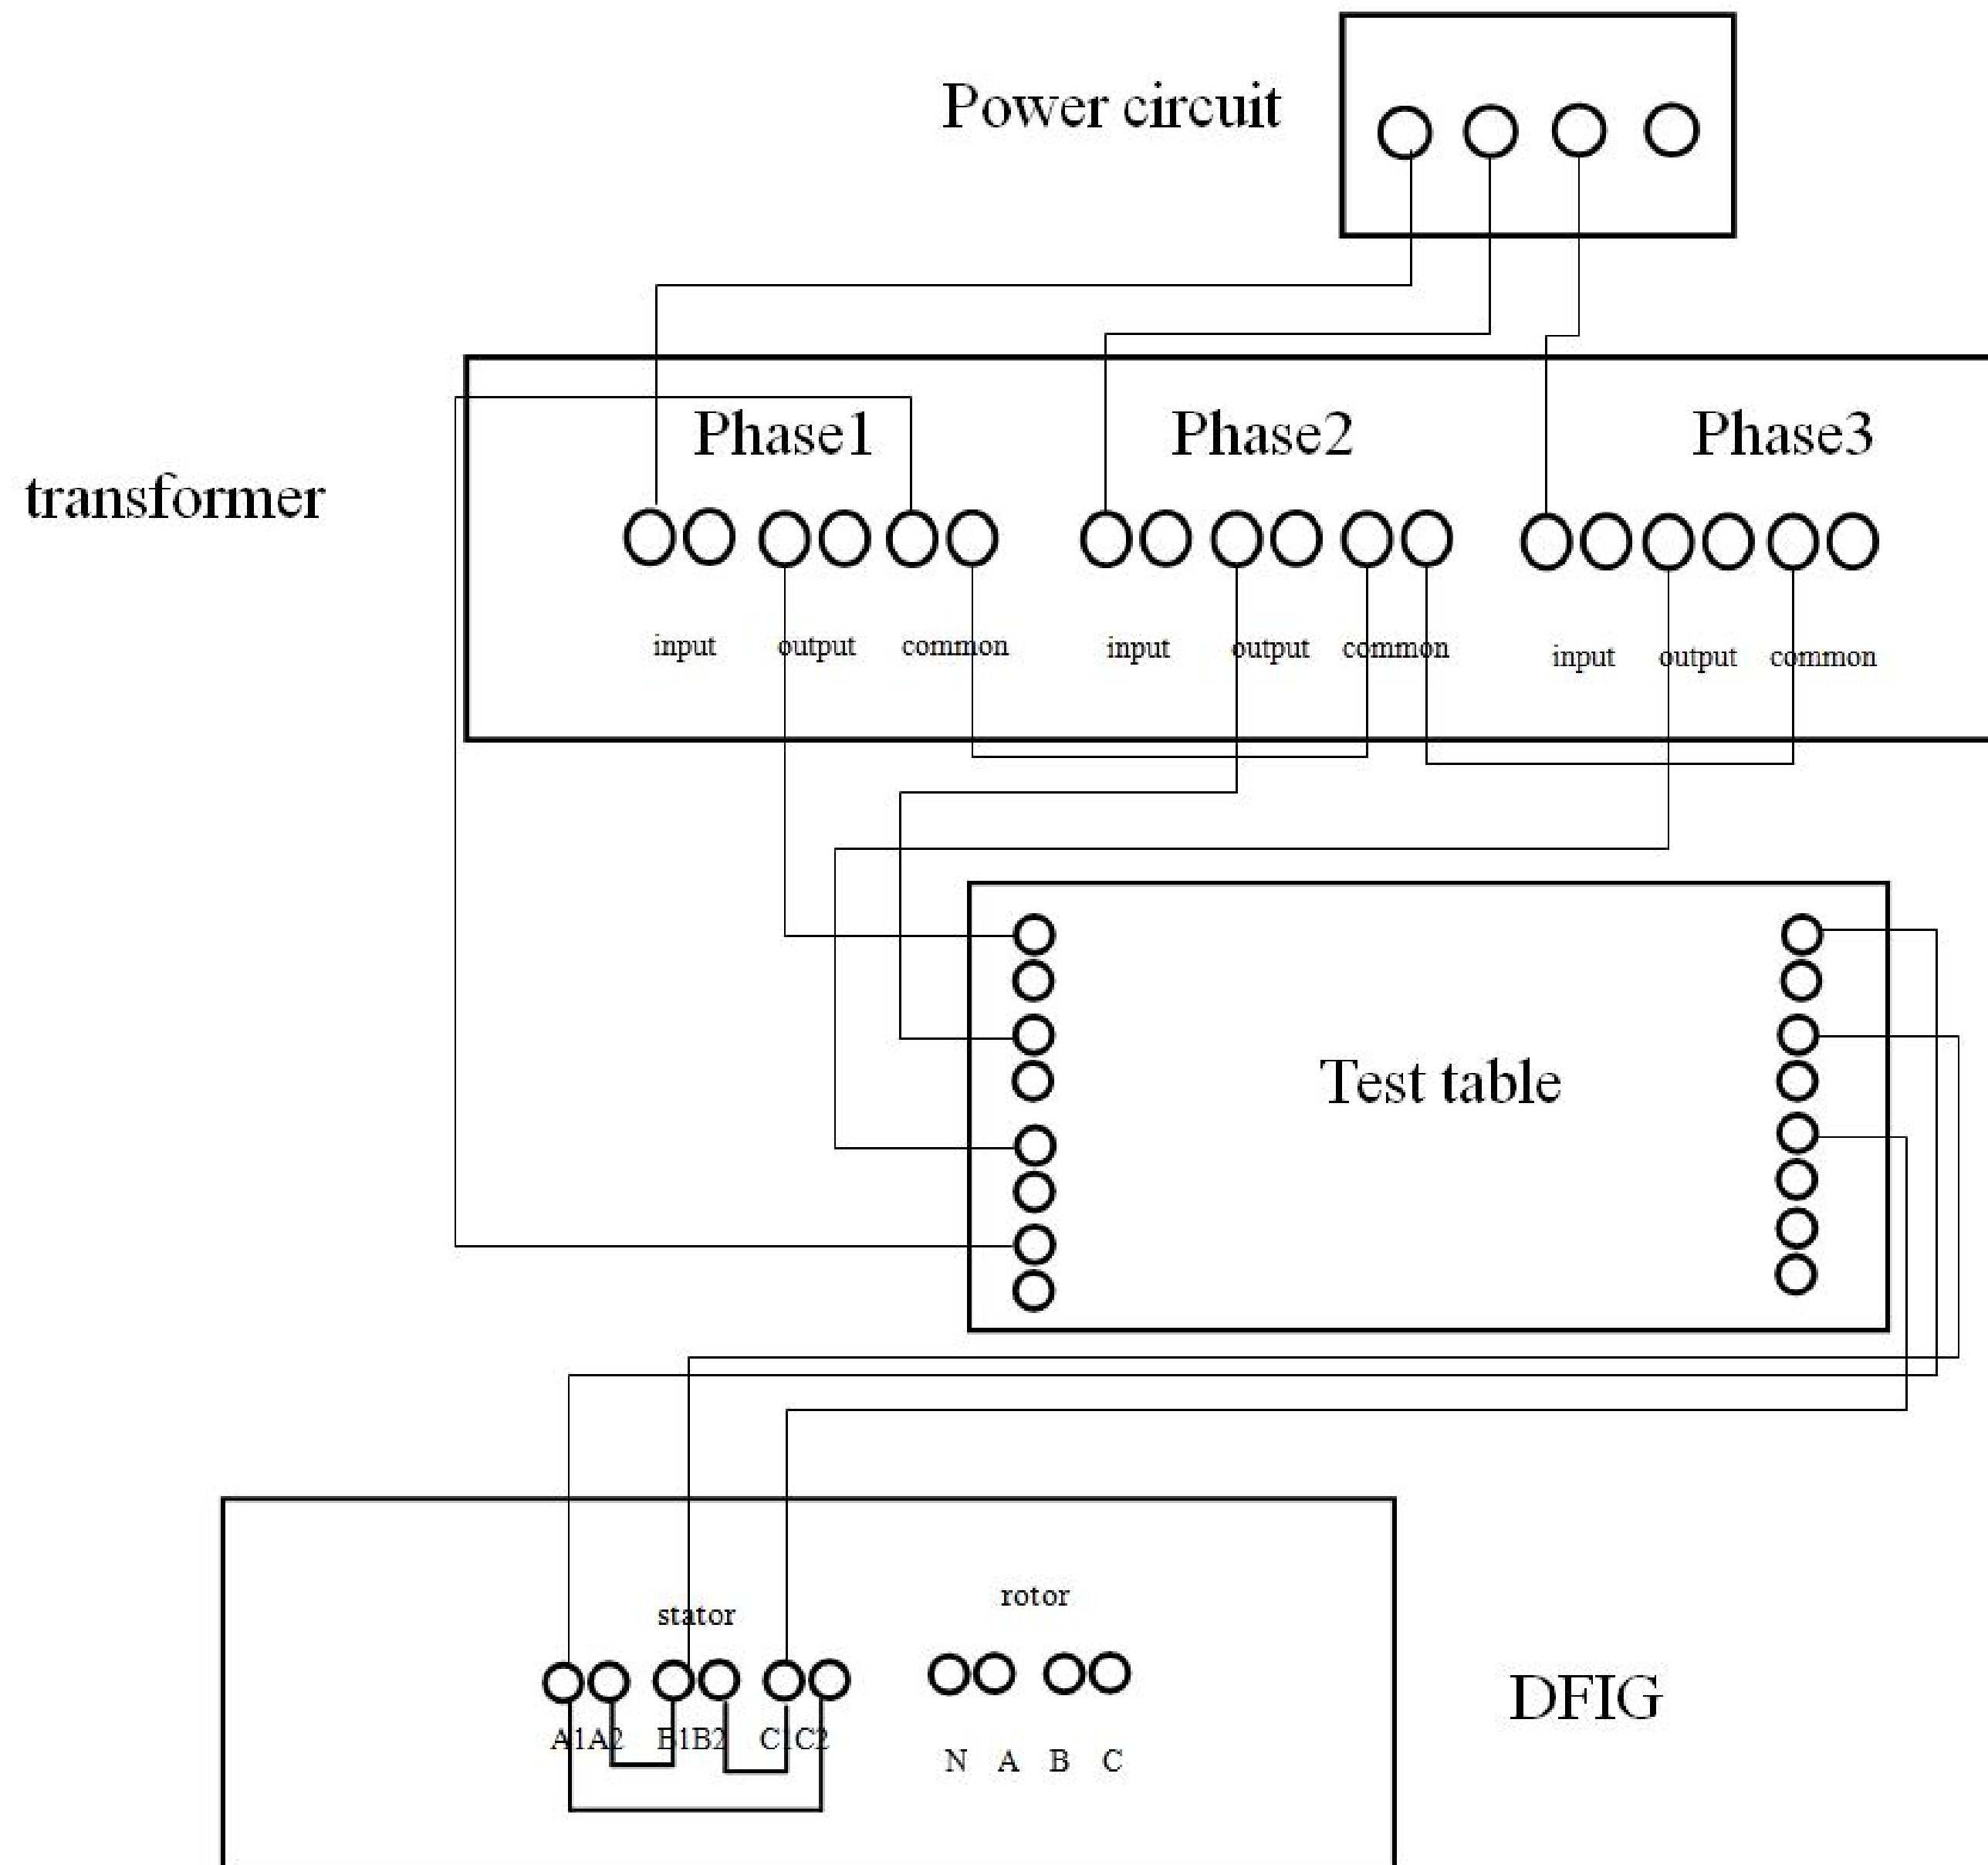 Power circuit
transformer
Phase1 Phase2 Phase3
input output common input output common input output common
Test table
stator rotor
A1A2 B1B2 C1C2
N A B C
DFIG